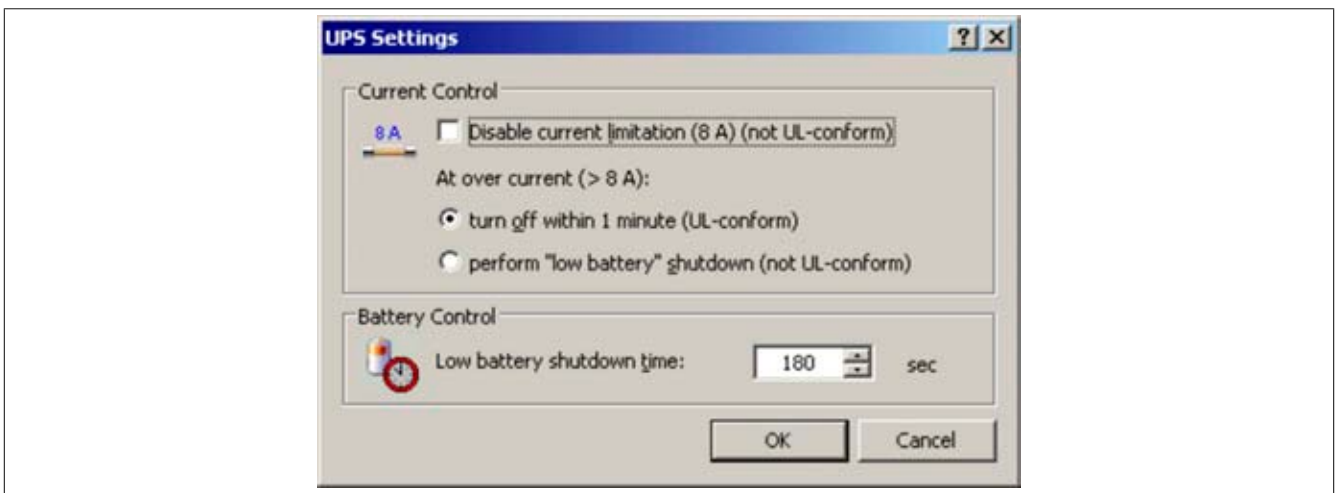 UPS Settings
Current Control
8 A
Disable current limitation (8 A) (not UL-conform)
At over current (> 8 A):
turn off within 1 minute (UL-conform)
perform "low battery" shutdown (not UL-conform)
Battery Control
Low battery shutdown time: 180 sec
OK Cancel